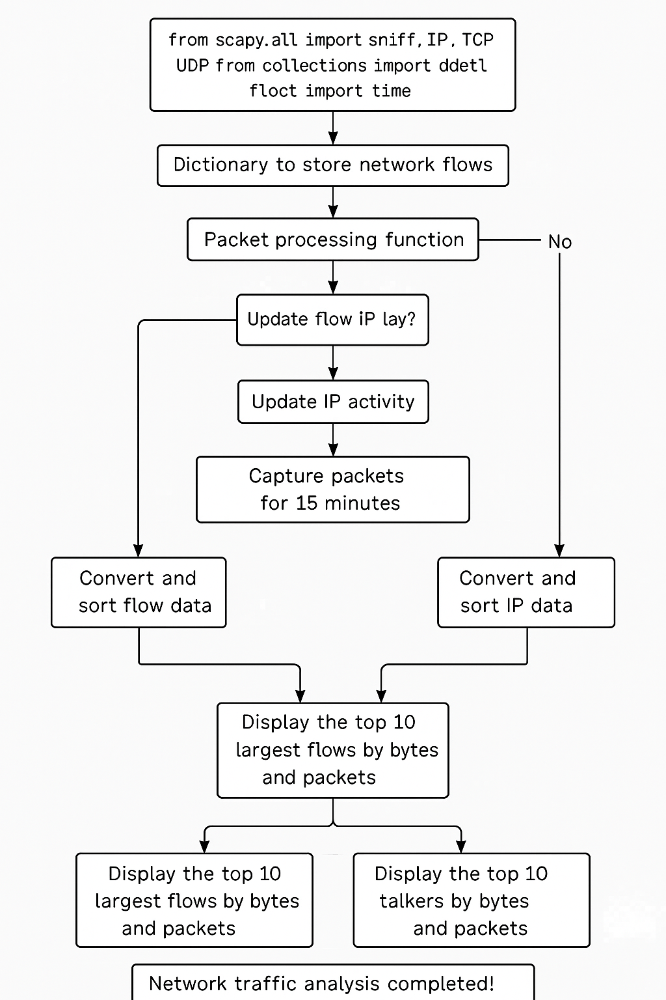 from scapy.all import sniff, IP, TCP
UDP from collections import ddetl
floct import time
Dictionary to store network flows
Packet processing function
No
Update flow iP lay?
Update IP activity
Capture packets
for 15 minutes
Convert and
sort flow data
Convert and
sort IP data
Display the top 10
largest flows by bytes
and packets
Display the top 10
largest flows by bytes
and packets
Display the top 10
talkers by bytes
and packets
Network traffic analysis completed!